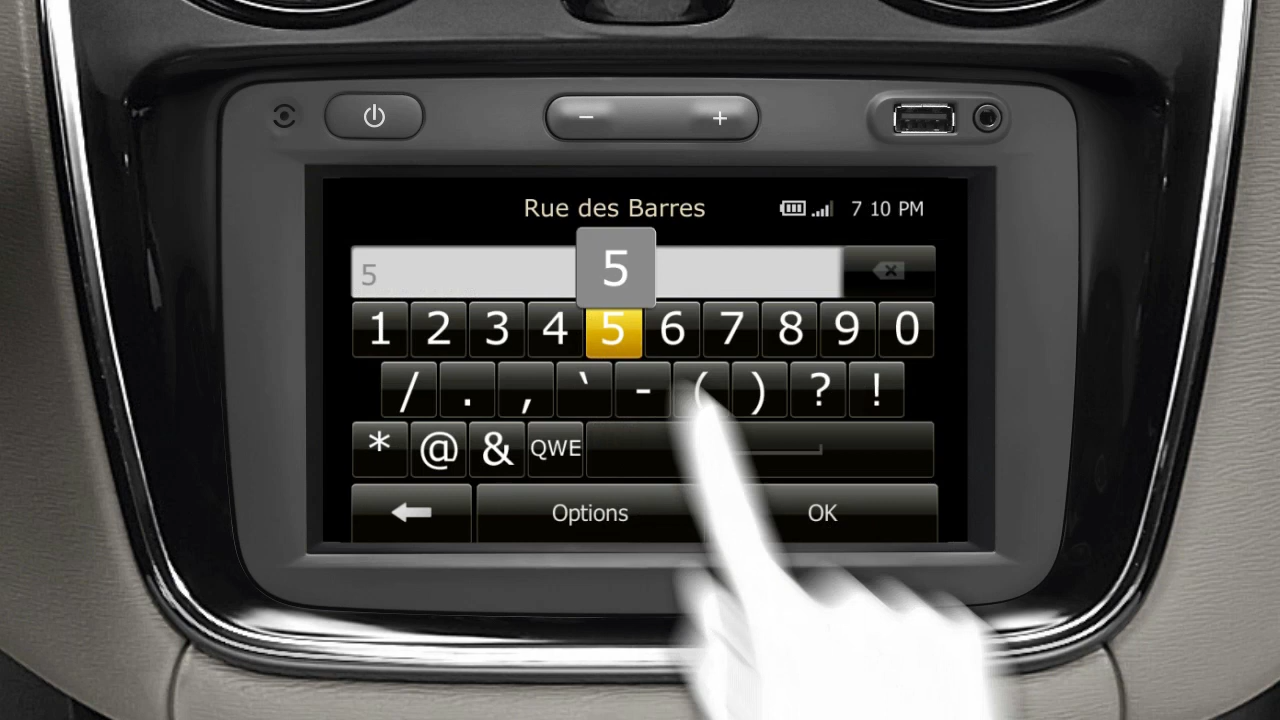 − +
Rue des Barres 7 10 PM
5
5
1 2 3 4 5 6 7 8 9 0
/ . , ` - ( ) ? !
* @ & QWE
Options OK